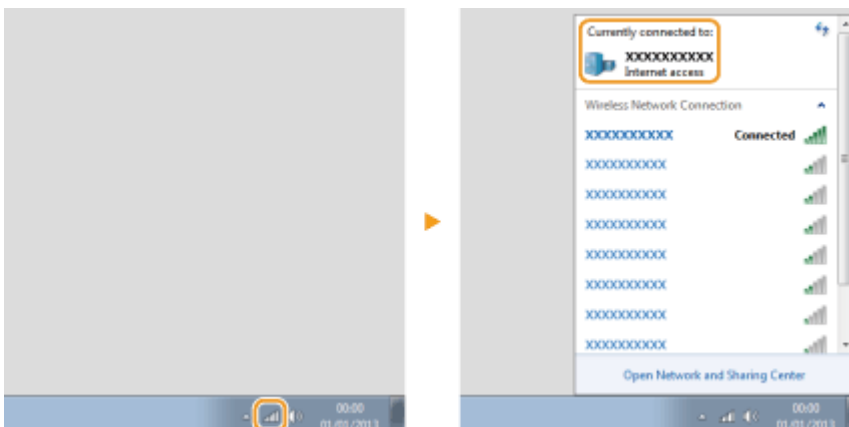 00:00
01/01/2013
Currently connected to:
XXXXXXXXXX
Internet access
Wireless Network Connection
XXXXXXXXXX Connected
XXXXXXXXXX
XXXXXXXXXX
XXXXXXXXXX
XXXXXXXXXX
XXXXXXXXXX
XXXXXXXXXX
XXXXXXXXXX
Open Network and Sharing Center
00:00
01/01/2013